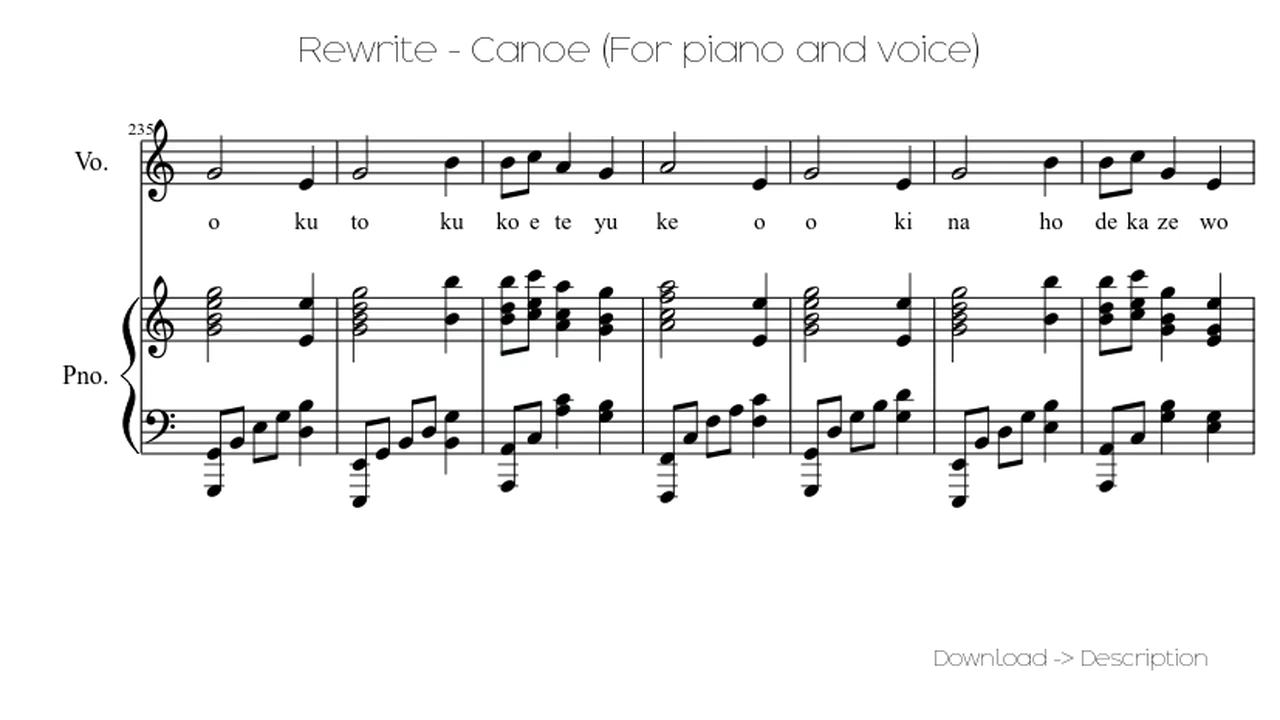 Rewrite - Canoe (For piano and voice)
235
Vo.
o ku to ku ko e te yu ke o o ki na ho de ka ze wo
Pno.
Download -> Description